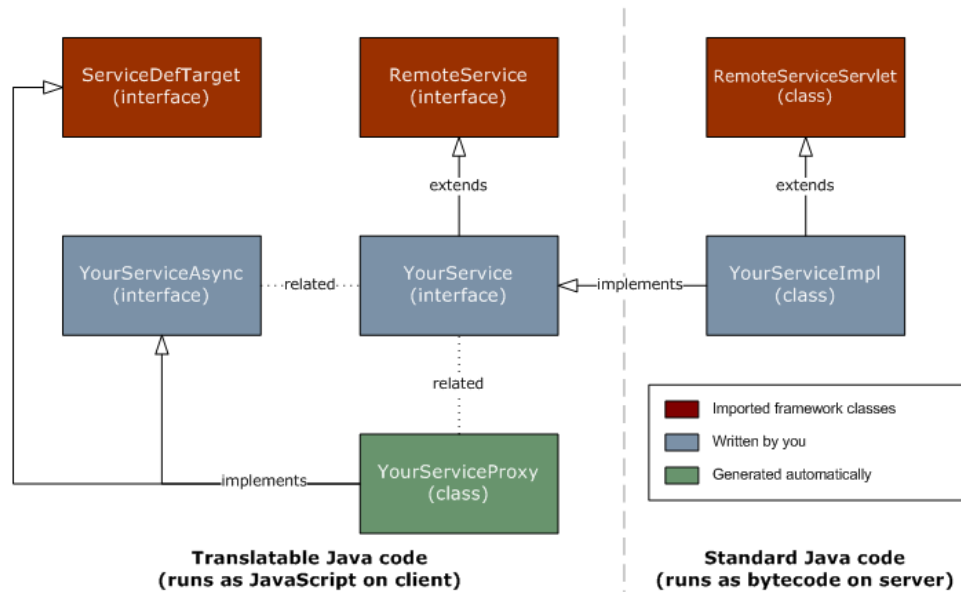 ServiceDefTarget
(interface)
RemoteService
(interface)
RemoteServiceServlet
(class)
extends
extends
YourServiceAsync
(interface)
related
YourService
(interface)
implements
YourServiceImpl
(class)
related
Imported framework classes
Written by you
Generated automatically
YourServiceProxy
(class)
implements
Translatable Java code
(runs as JavaScript on client)
Standard Java code
(runs as bytecode on server)